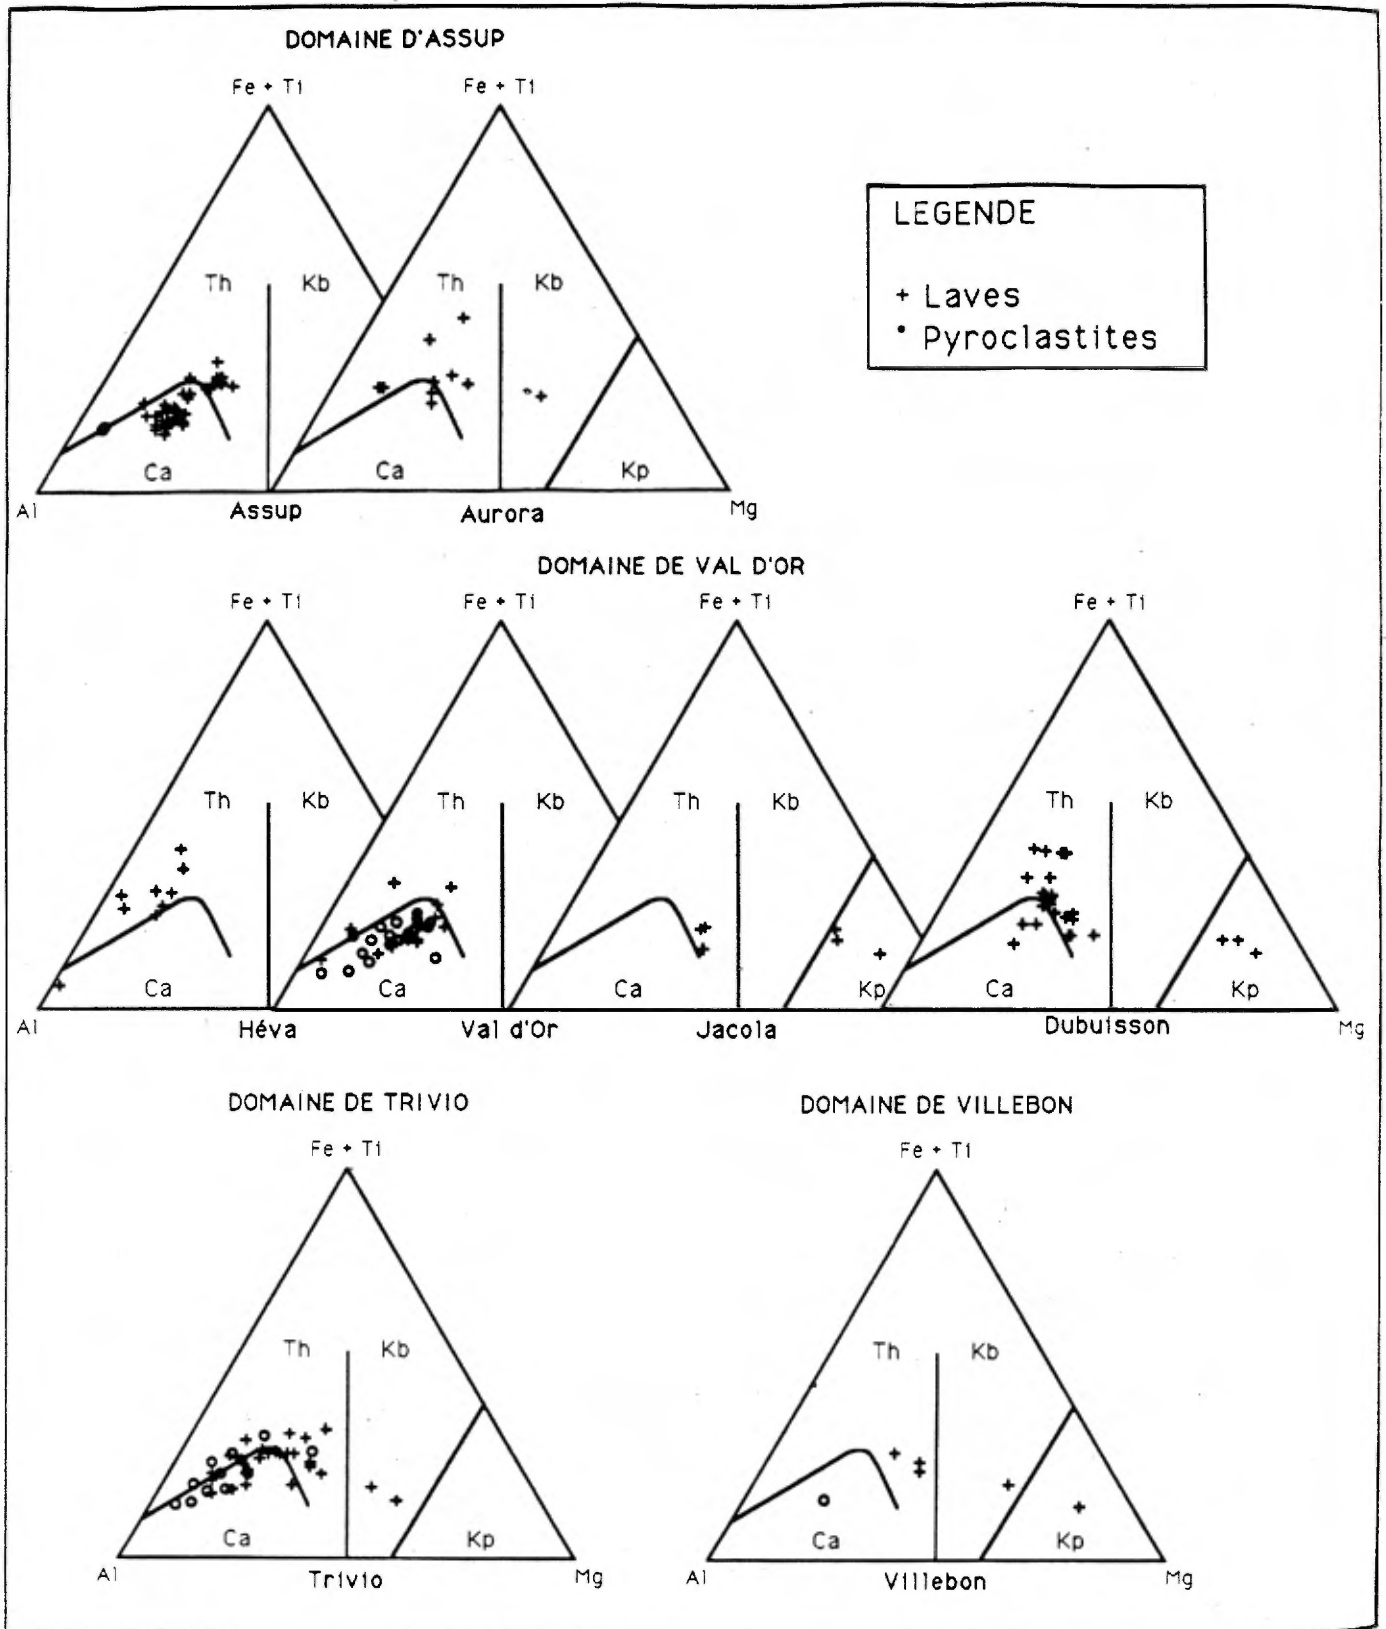 DOMAINE D'ASSUP
Fe + Ti Fe + Ti
LEGENDE
+ Laves
• Pyroclastites
Th Kb Th Kb
Ca Ca Kp
Al Assup Aurora Mg
DOMAINE DE VAL D'OR
Fe + Ti Fe + Ti Fe + Ti Fe + Ti
Th Kb Th Kb Th Kb Th Kb
Ca Ca Ca Kp Ca Kp
Al Héva Val d'Or Jacola Dubuisson Mg
DOMAINE DE TRIVIO DOMAINE DE VILLEBON
Fe + Ti Fe + Ti
Th Kb Th Kb
Ca Kp Ca Kp
Al Trivio Mg Al Villebon Mg